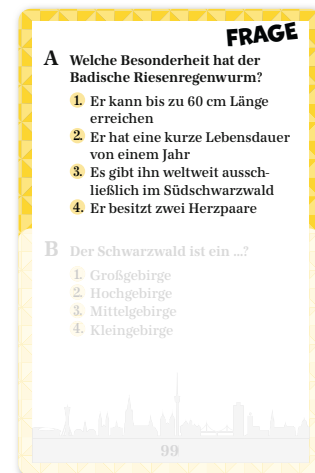 FRAGE
A Welche Besonderheit hat der
Badische Riesenregenwurm?
1. Er kann bis zu 60 cm Länge
erreichen
2. Er hat eine kurze Lebensdauer
von einem Jahr
3. Es gibt ihn weltweit aussch-
ließlich im Südschwarzwald
4. Er besitzt zwei Herzpaare
B Der Schwarzwald ist ein ...?
1. Großgebirge
2. Hochgebirge
3. Mittelgebirge
4. Kleingebirge
99